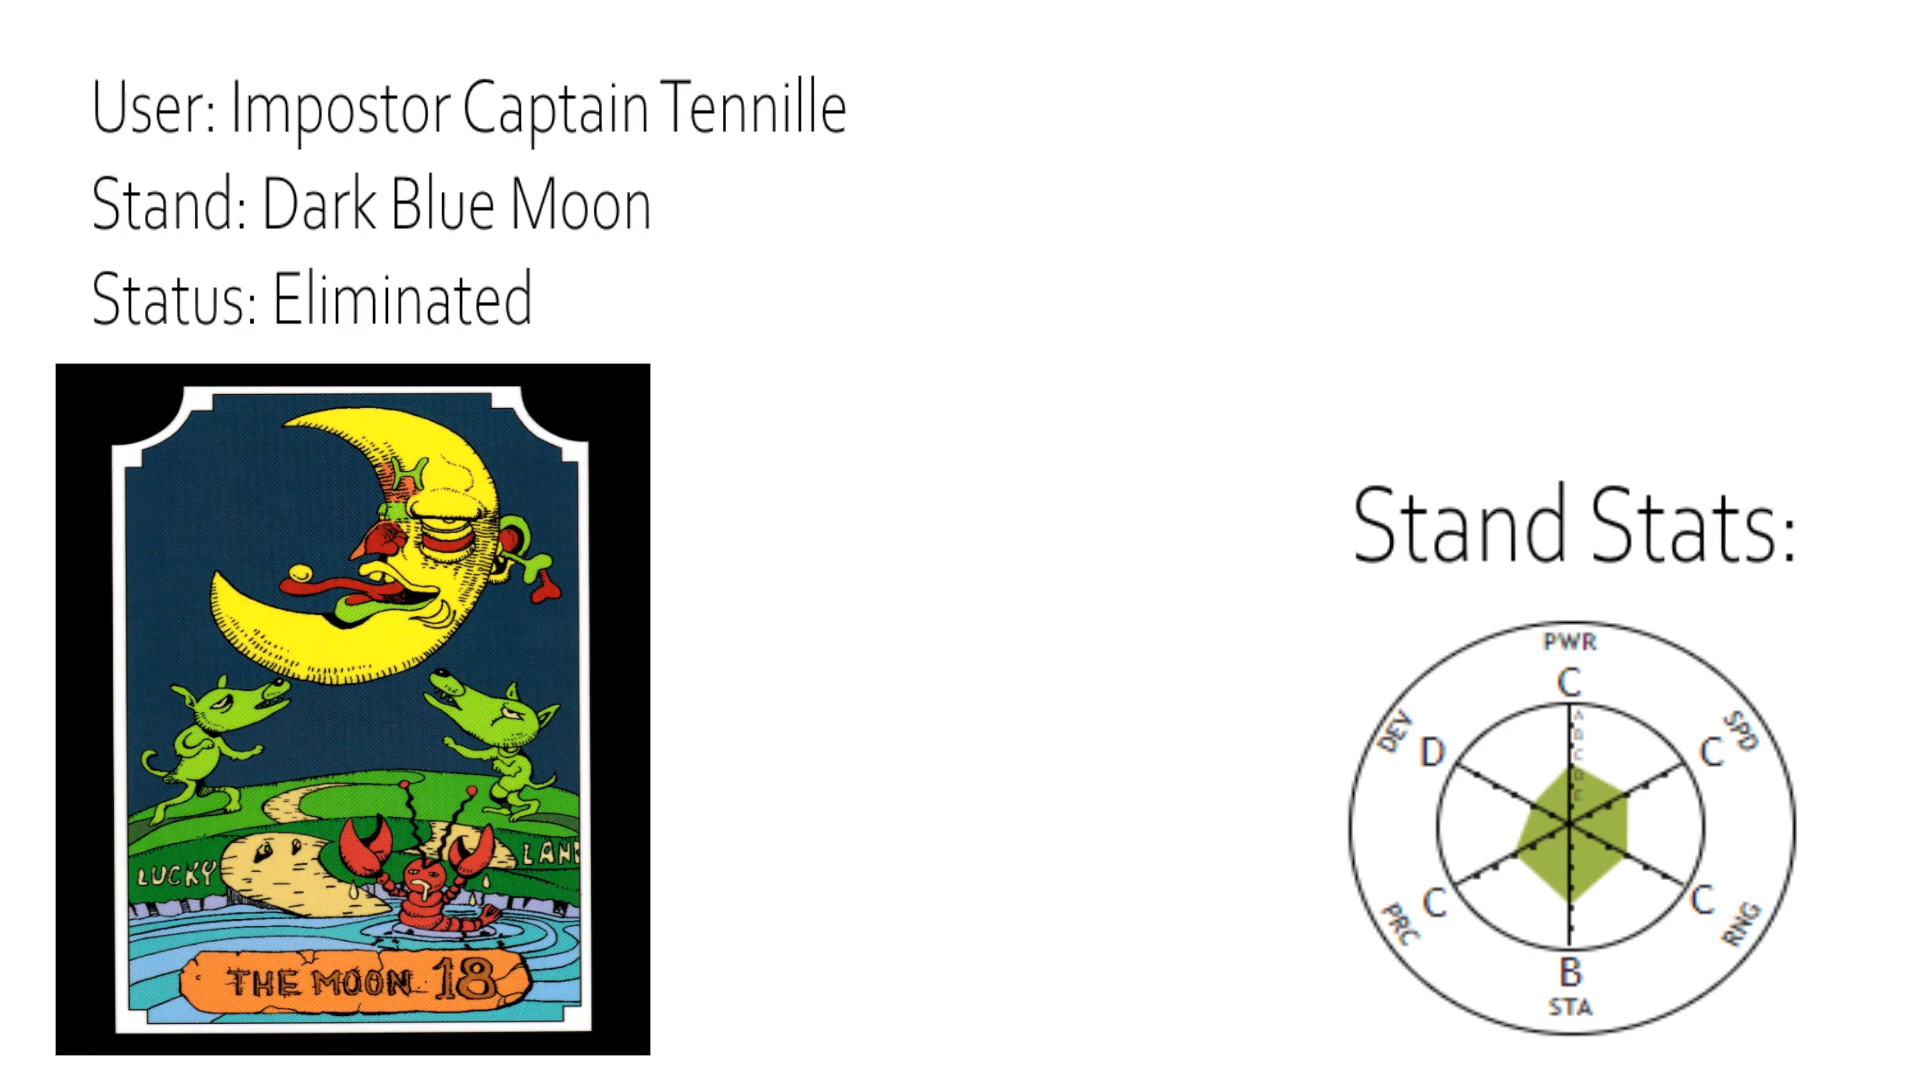 User: Impostor Captain Tennille
Stand: Dark Blue Moon
Status: Eliminated
LUCKY LAND
THE MOON 18
Stand Stats:
PWR
C
DEV
D
SPD
C
A
B
C
D
E
PRC
C
RNG
C
B
STA